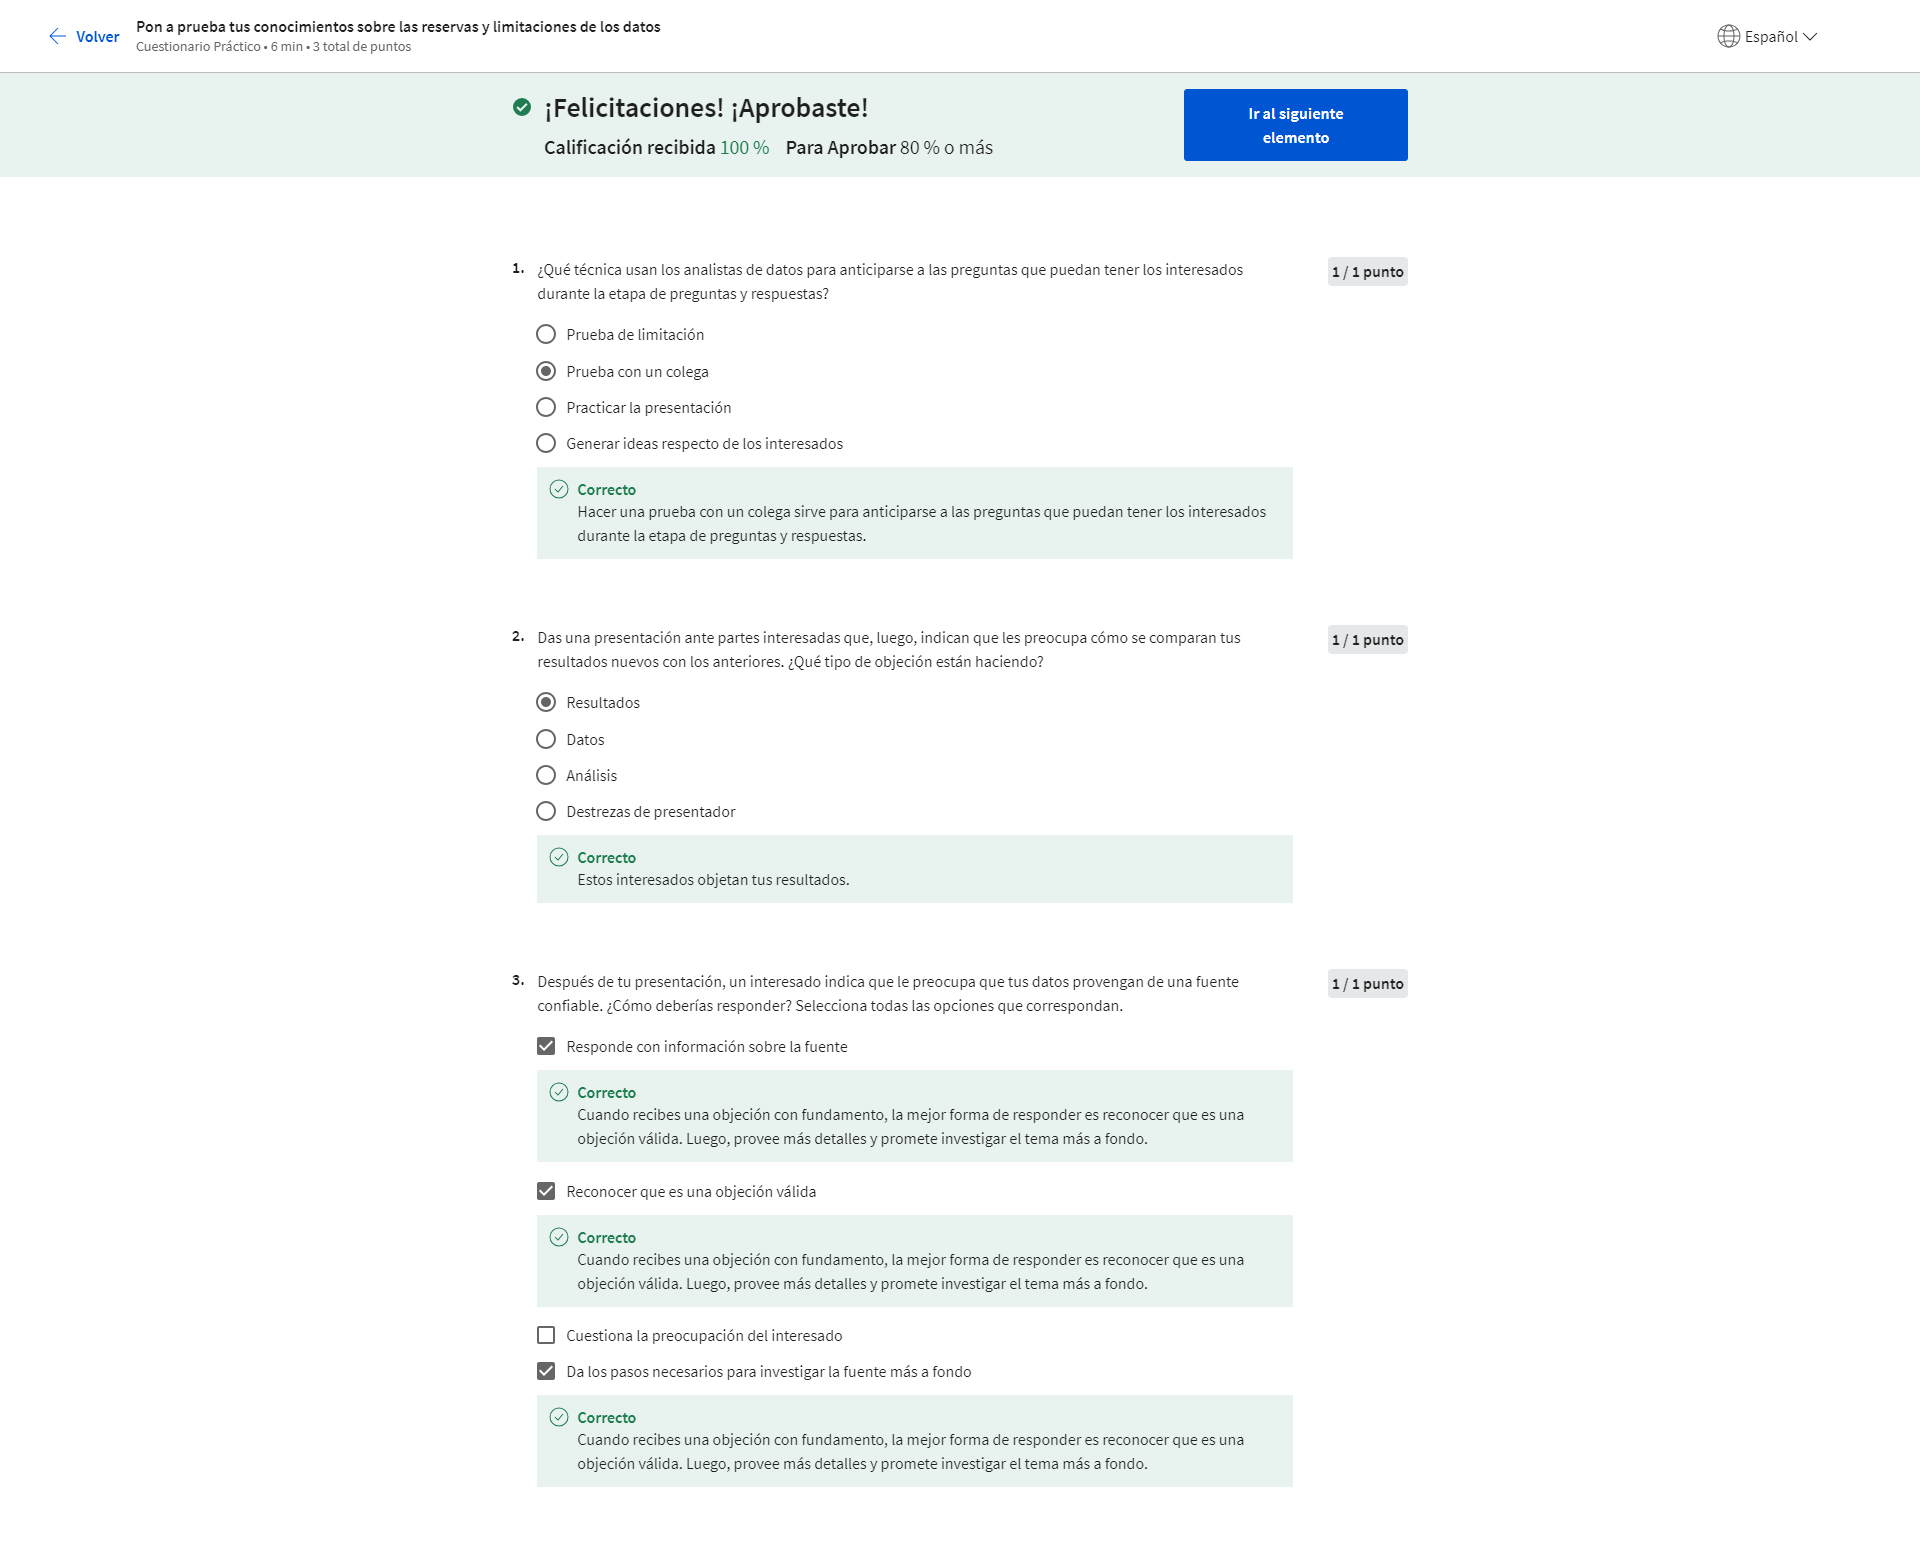 Volver
Pon a prueba tus conocimientos sobre las reservas y limitaciones de los datos
Cuestionario Práctico • 6 min • 3 total de puntos
Español
¡Felicitaciones! ¡Aprobaste!
Calificación recibida 100 % Para Aprobar 80 % o más
Ir al siguiente
elemento
1. ¿Qué técnica usan los analistas de datos para anticiparse a las preguntas que puedan tener los interesados
durante la etapa de preguntas y respuestas?
1 / 1 punto
Prueba de limitación
Prueba con un colega
Practicar la presentación
Generar ideas respecto de los interesados
Correcto
Hacer una prueba con un colega sirve para anticiparse a las preguntas que puedan tener los interesados
durante la etapa de preguntas y respuestas.
2. Das una presentación ante partes interesadas que, luego, indican que les preocupa cómo se comparan tus
resultados nuevos con los anteriores. ¿Qué tipo de objeción están haciendo?
1 / 1 punto
Resultados
Datos
Análisis
Destrezas de presentador
Correcto
Estos interesados objetan tus resultados.
3. Después de tu presentación, un interesado indica que le preocupa que tus datos provengan de una fuente
confiable. ¿Cómo deberías responder? Selecciona todas las opciones que correspondan.
1 / 1 punto
Responde con información sobre la fuente
Correcto
Cuando recibes una objeción con fundamento, la mejor forma de responder es reconocer que es una
objeción válida. Luego, provee más detalles y promete investigar el tema más a fondo.
Reconocer que es una objeción válida
Correcto
Cuando recibes una objeción con fundamento, la mejor forma de responder es reconocer que es una
objeción válida. Luego, provee más detalles y promete investigar el tema más a fondo.
Cuestiona la preocupación del interesado
Da los pasos necesarios para investigar la fuente más a fondo
Correcto
Cuando recibes una objeción con fundamento, la mejor forma de responder es reconocer que es una
objeción válida. Luego, provee más detalles y promete investigar el tema más a fondo.